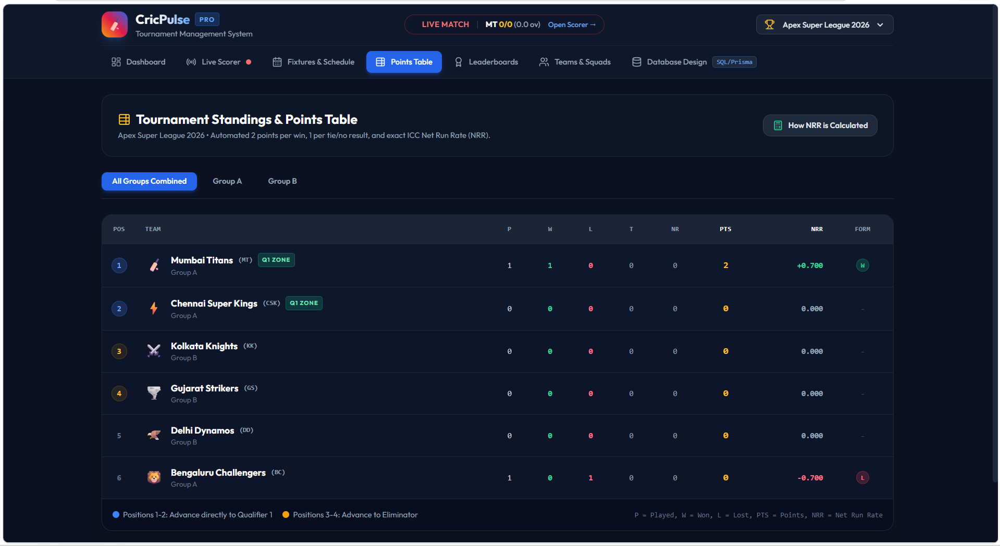 CricPulse PRO
Tournament Management System
LIVE MATCH MT 0/0 (0.0 ov) Open Scorer →
Apex Super League 2026
Dashboard Live Scorer Fixtures & Schedule Points Table Leaderboards Teams & Squads Database Design SQL/Prisma
Tournament Standings & Points Table
Apex Super League 2026 • Automated 2 points per win, 1 per tie/no result, and exact ICC Net Run Rate (NRR).
How NRR is Calculated
All Groups Combined Group A Group B
POS TEAM P W L T NR PTS NRR FORM
1 Mumbai Titans (MT) Q1 ZONE 1 1 0 0 0 2 +0.700 W
Group A
2 Chennai Super Kings (CSK) Q1 ZONE 0 0 0 0 0 0 0.000 -
Group A
3 Kolkata Knights (KK) 0 0 0 0 0 0 0.000 -
Group B
4 Gujarat Strikers (GS) 0 0 0 0 0 0 0.000 -
Group B
5 Delhi Dynamos (DD) 0 0 0 0 0 0 0.000 -
Group B
6 Bengaluru Challengers (BC) 1 0 1 0 0 0 -0.700 L
Group A
Positions 1-2: Advance directly to Qualifier 1 Positions 3-4: Advance to Eliminator
P = Played, W = Won, L = Lost, PTS = Points, NRR = Net Run Rate